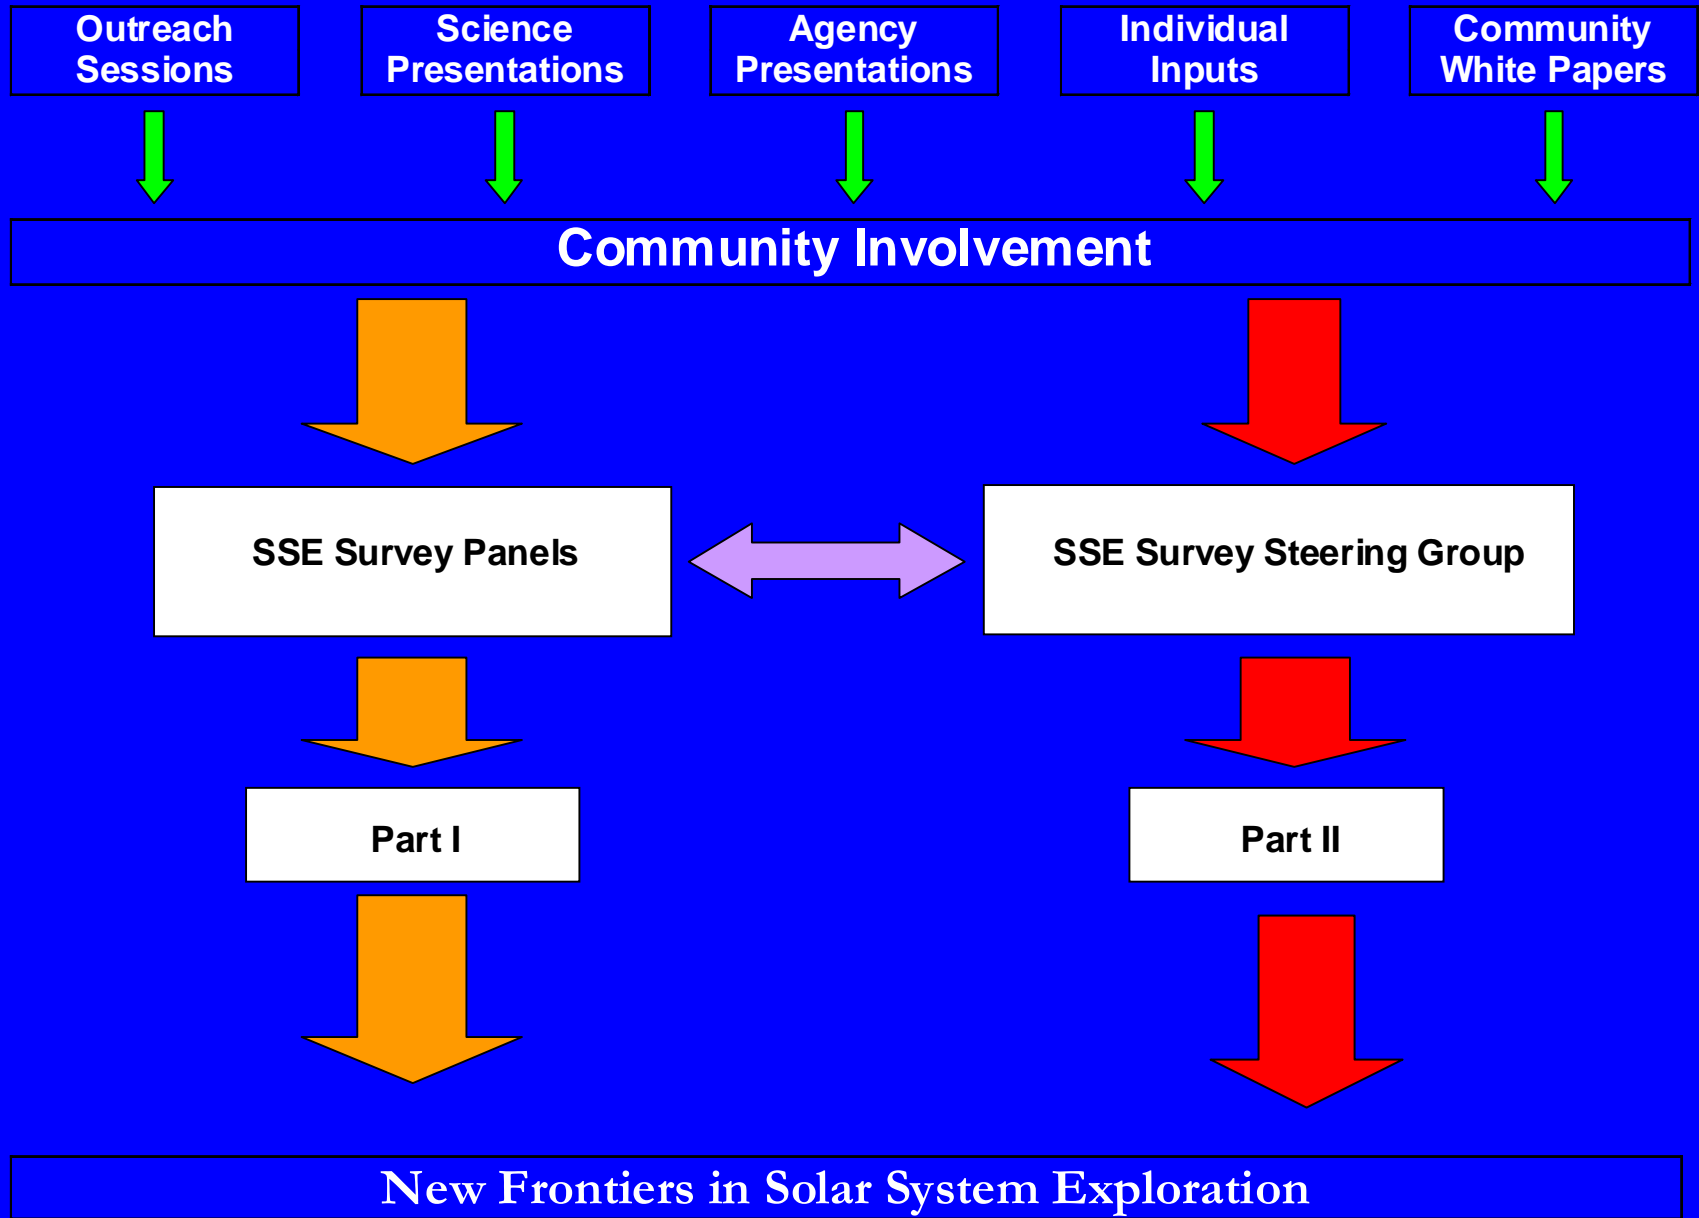 Outreach
Sessions
Science
Presentations
Agency
Presentations
Individual
Inputs
Community
White Papers
Community Involvement
SSE Survey Panels
SSE Survey Steering Group
Part I
Part II
New Frontiers in Solar System Exploration